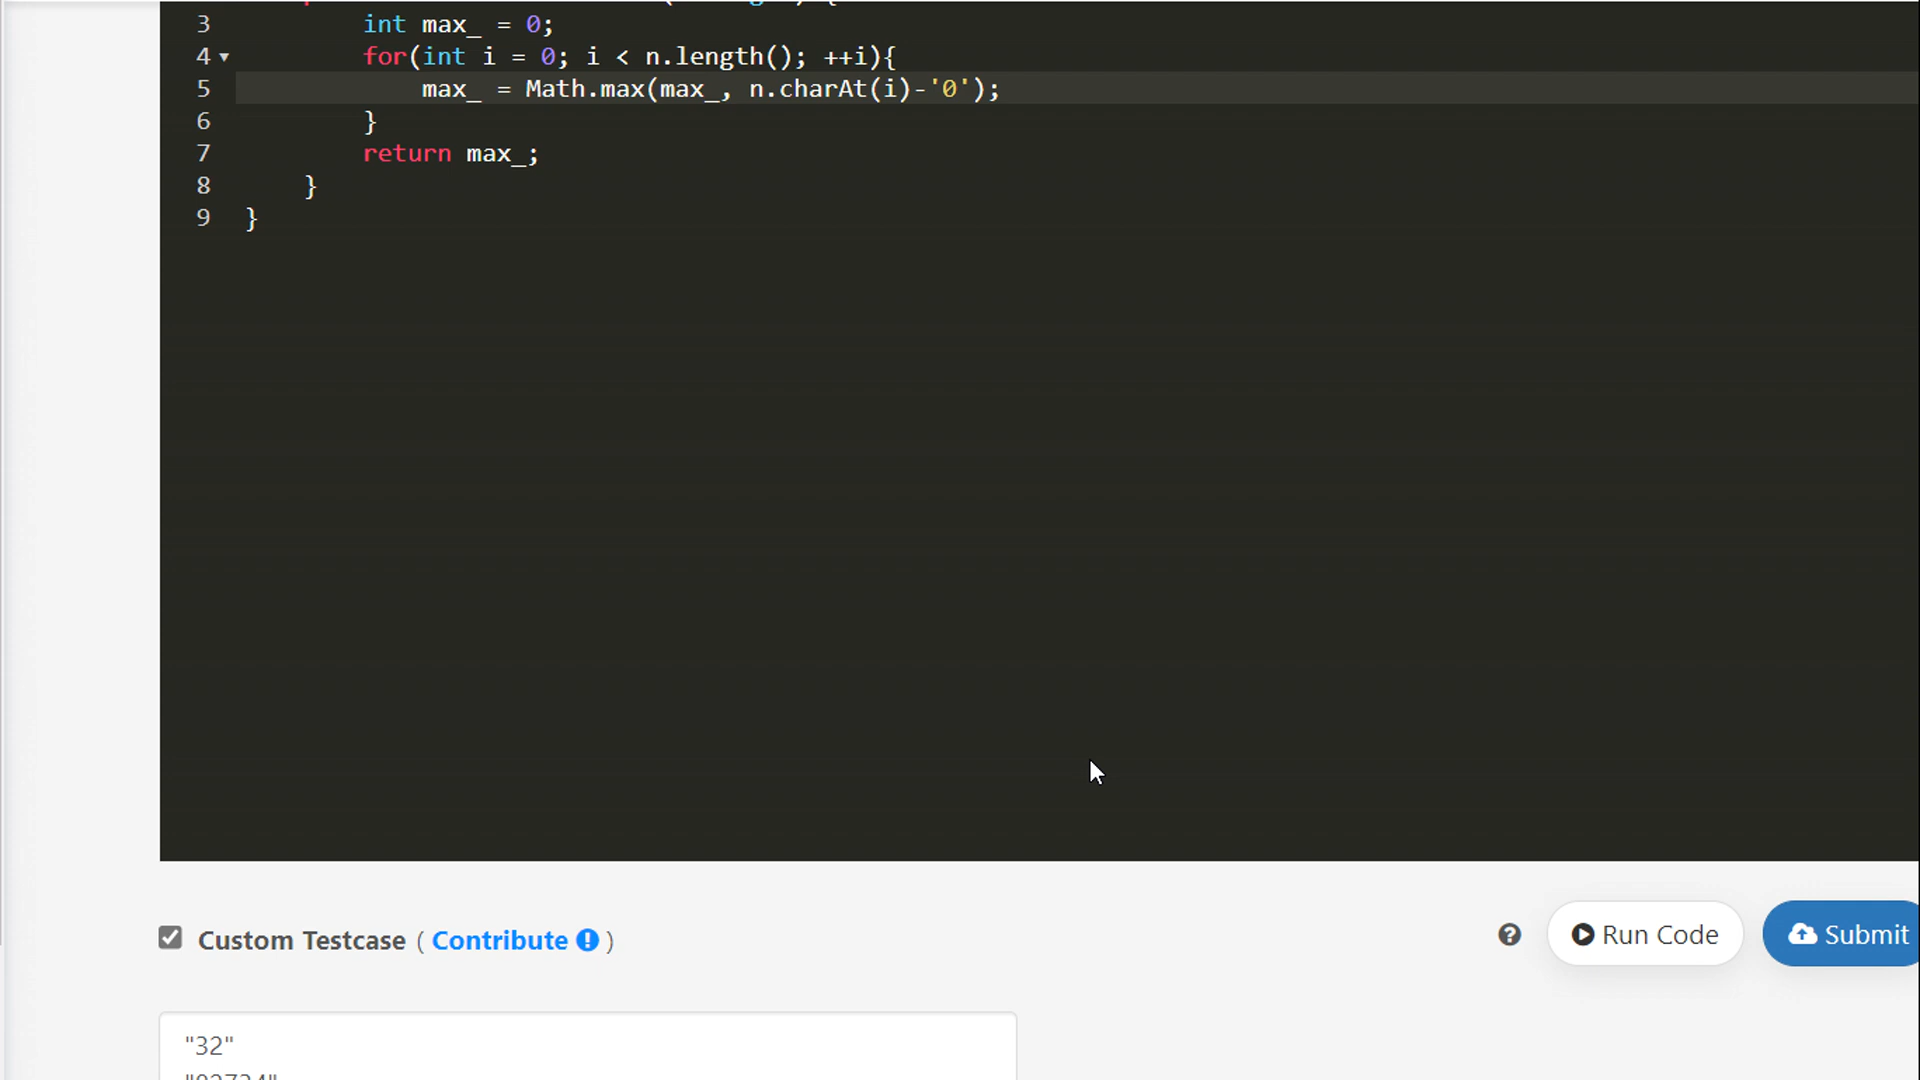 3 int max_ = 0;
4 for(int i = 0; i < n.length(); ++i){
5 max_ = Math.max(max_, n.charAt(i)-'0');
6 }
7 return max_;
8 }
9 }
Custom Testcase ( Contribute ! )
? Run Code Submit
"32"